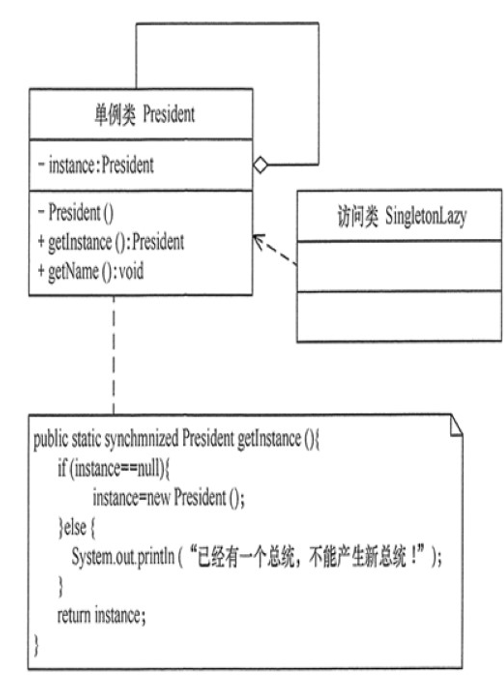 单例类 President
- instance:President
- President()
+ getInstance():President
+ getName():void
访问类 SingletonLazy
public static synchmnized President getInstance(){
if (instance==null){
instance=new President();
}else {
System.out.println(“已经有一个总统，不能产生新总统！”);
}
return instance;
}